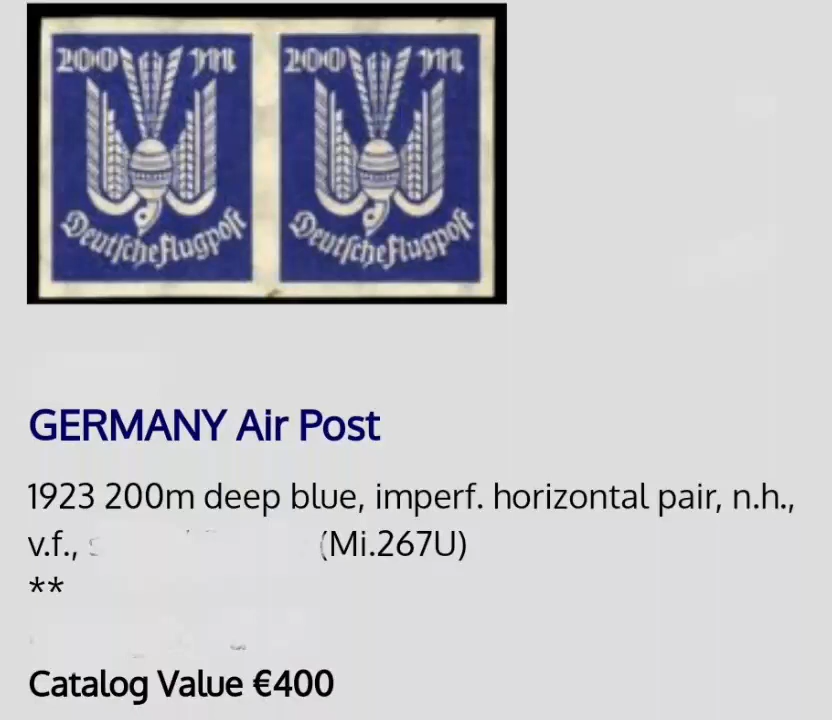 200 M 200 M
Deutsche Flugpost Deutsche Flugpost
GERMANY Air Post
1923 200m deep blue, imperf. horizontal pair, n.h.,
v.f., (Mi.267U)
**
Catalog Value €400